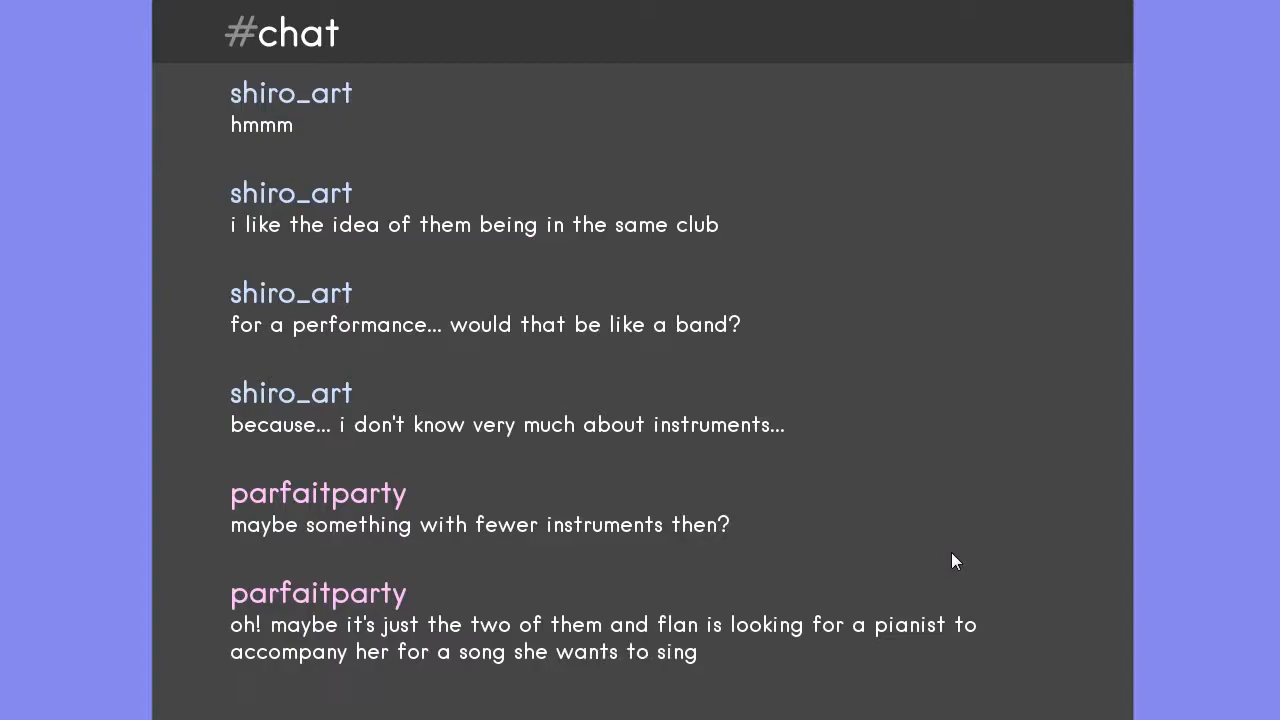 #chat
shiro_art
hmmm
shiro_art
i like the idea of them being in the same club
shiro_art
for a performance... would that be like a band?
shiro_art
because... i don't know very much about instruments...
parfaitparty
maybe something with fewer instruments then?
parfaitparty
oh! maybe it's just the two of them and flan is looking for a pianist to
accompany her for a song she wants to sing